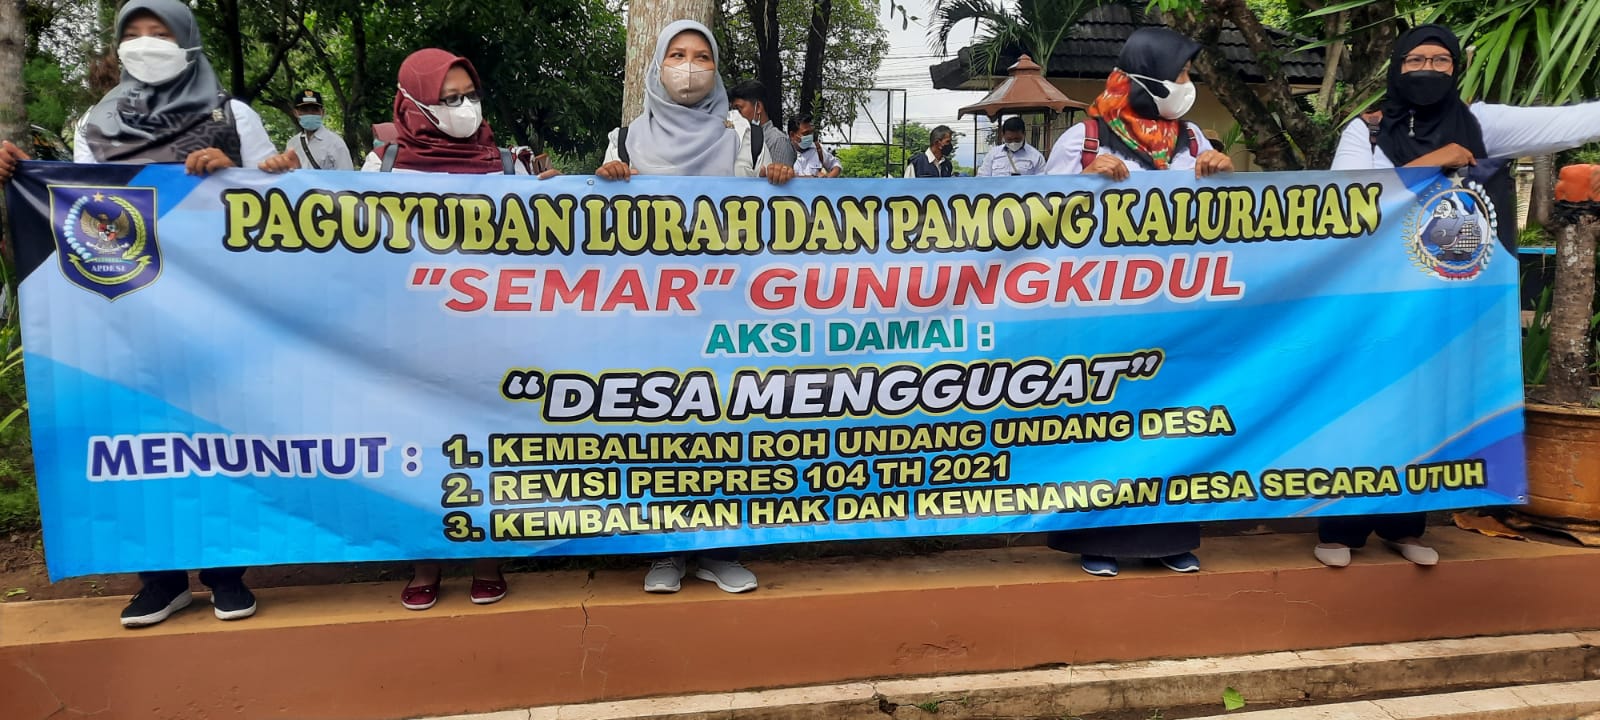 APDESI
PAGUYUBAN LURAH DAN PAMONG KALURAHAN
"SEMAR" GUNUNGKIDUL
AKSI DAMAI :
"DESA MENGGUGAT"
MENUNTUT :
1. KEMBALIKAN ROH UNDANG UNDANG DESA
2. REVISI PERPRES 104 TH 2021
3. KEMBALIKAN HAK DAN KEWENANGAN DESA SECARA UTUH